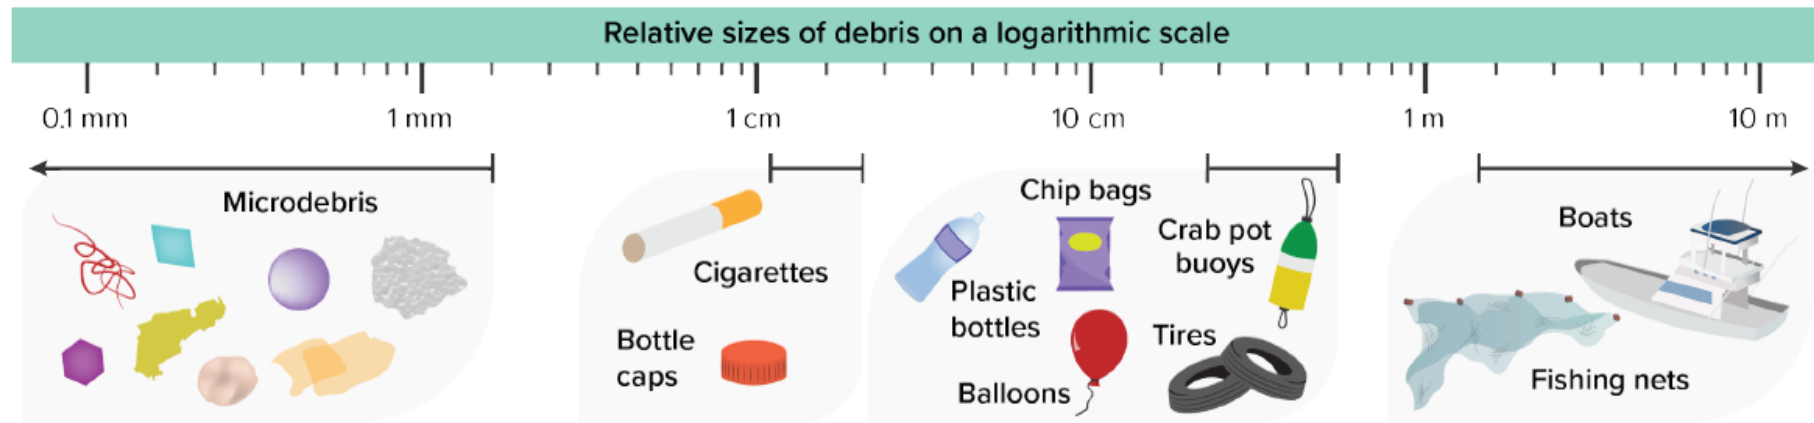 Relative sizes of debris on a logarithmic scale
0.1 mm
1 mm
1 cm
10 cm
1 m
10 m
Microdebris
Cigarettes
Bottle
caps
Chip bags
Plastic
bottles
Balloons
Crab pot
buoys
Tires
Boats
Fishing nets